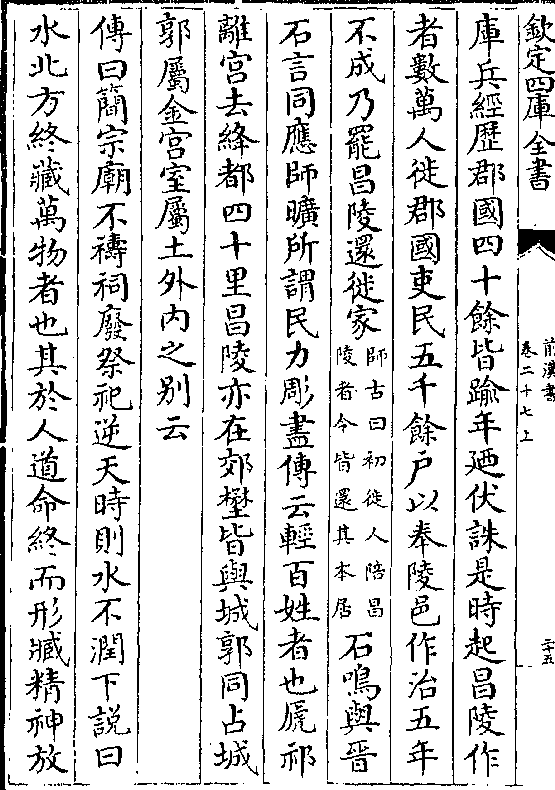 欽定四庫全書
前漢書
卷二十七上
二十五
庫兵經歴郡國四十餘皆踰年廼伏誅是時起昌陵作
者數萬人徙郡國吏民五千餘户以奉陵邑作治五年
不成乃罷昌陵還徙家
師古曰初徙人陪昌
陵者今皆還其本居
石鳴與晉
石言同應師曠所謂民力彫盡傳云輕百姓者也虒祁
離宫去絳都四十里昌陵亦在郊壄皆與城郭同占城
郭屬金宫室屬土外内之别云
傳曰簡宗廟不禱祠廢祭祀逆天時則水不潤下說曰
水北方終藏萬物者也其於人道命終而形臧精神放